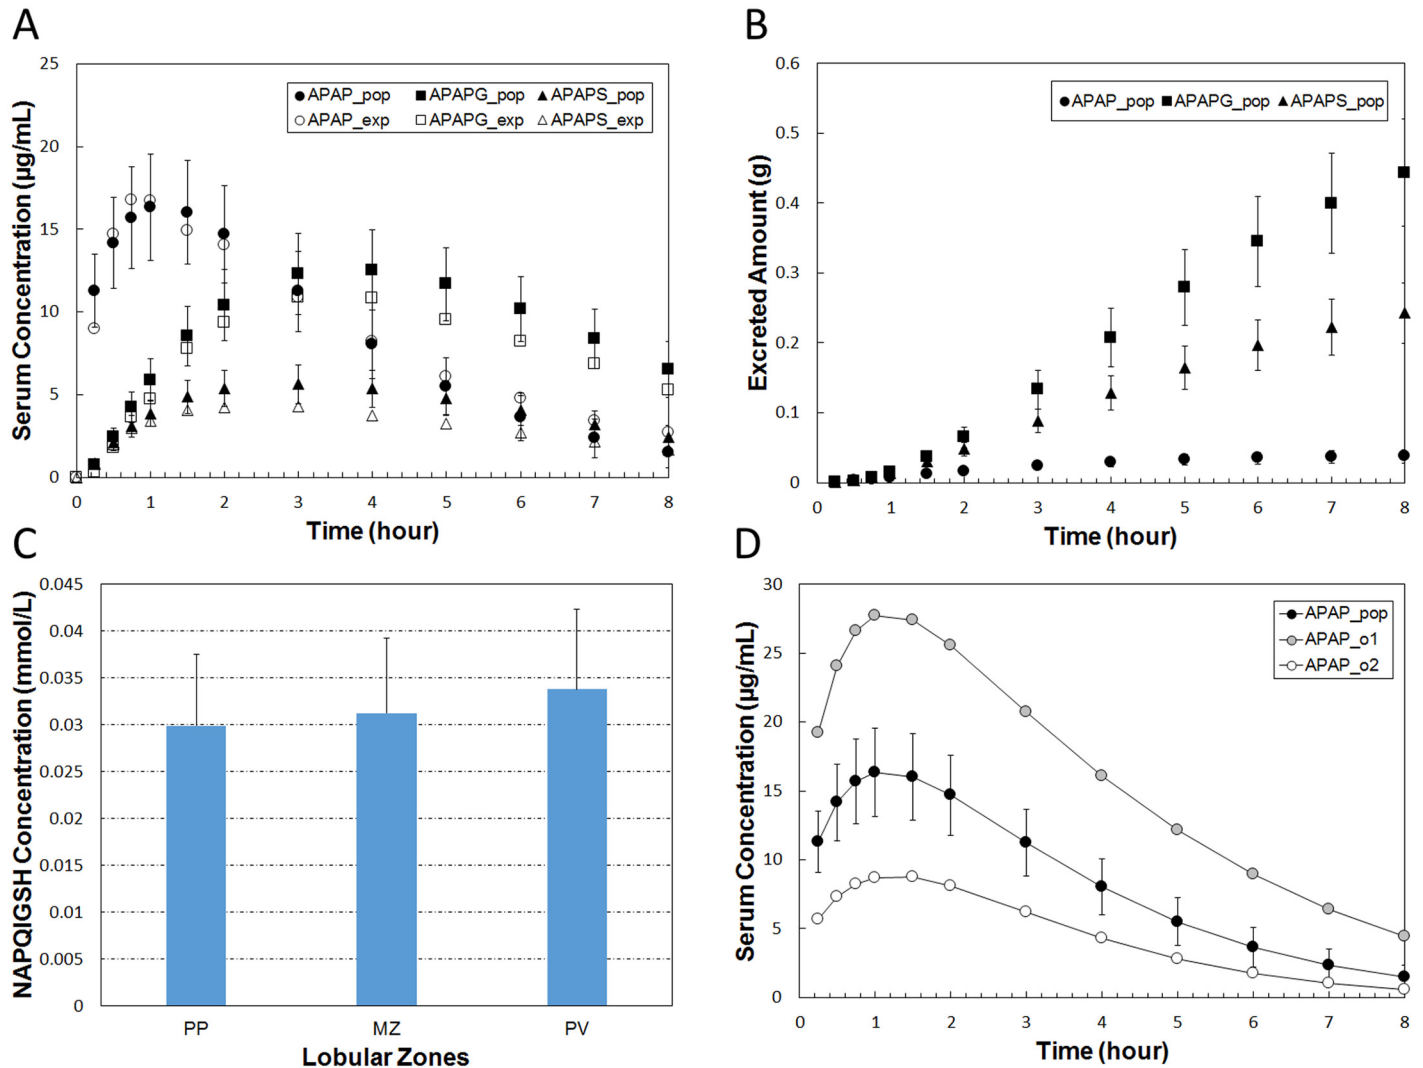 A
Serum Concentration (µg/mL)
25
20
15
10
5
0
APAP_pop APAPG_pop APAPS_pop
APAP_exp APAPG_exp APAPS_exp
0 1 2 3 4 5 6 7 8
Time (hour)
B
Excreted Amount (g)
0.6
0.5
0.4
0.3
0.2
0.1
0
APAP_pop APAPG_pop APAPS_pop
0 1 2 3 4 5 6 7 8
Time (hour)
C
NAPQIGSH Concentration (mmol/L)
0.045
0.04
0.035
0.03
0.025
0.02
0.015
0.01
0.005
0
PP MZ PV
Lobular Zones
D
Serum Concentration (µg/mL)
30
25
20
15
10
5
0
APAP_pop
APAP_o1
APAP_o2
0 1 2 3 4 5 6 7 8
Time (hour)